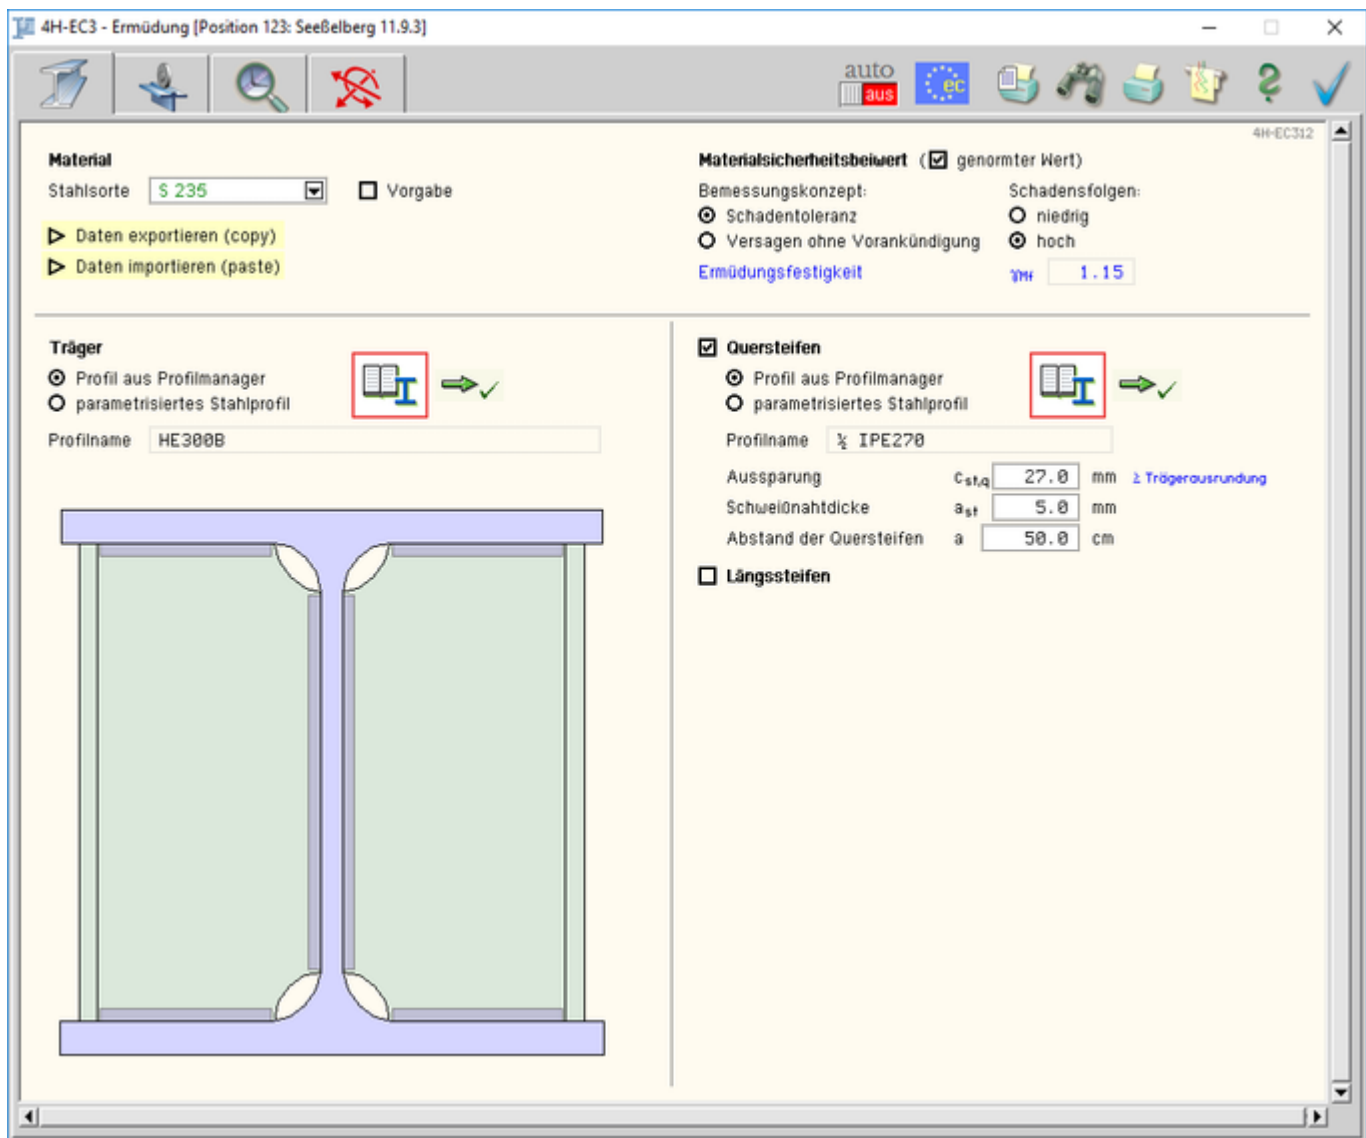 4H-EC3 - Ermüdung [Position 123: Seeßelberg 11.9.3]
auto
aus
ec
4H-EC312
Material
Stahlsorte S 235 Vorgabe
Daten exportieren (copy)
Daten importieren (paste)
Materialsicherheitsbeiwert ( genormter Wert)
Bemessungskonzept: Schadensfolgen:
Schadentoleranz niedrig
Versagen ohne Vorankündigung hoch
Ermüdungsfestigkeit γMf 1.15
Träger
Profil aus Profilmanager
parametrisiertes Stahlprofil
Profilname HE300B
Quersteifen
Profil aus Profilmanager
parametrisiertes Stahlprofil
Profilname ½ IPE270
Aussparung cst,q 27.0 mm ≥ Trägerausrundung
Schweißnahtdicke ast 5.0 mm
Abstand der Quersteifen a 50.0 cm
Längssteifen